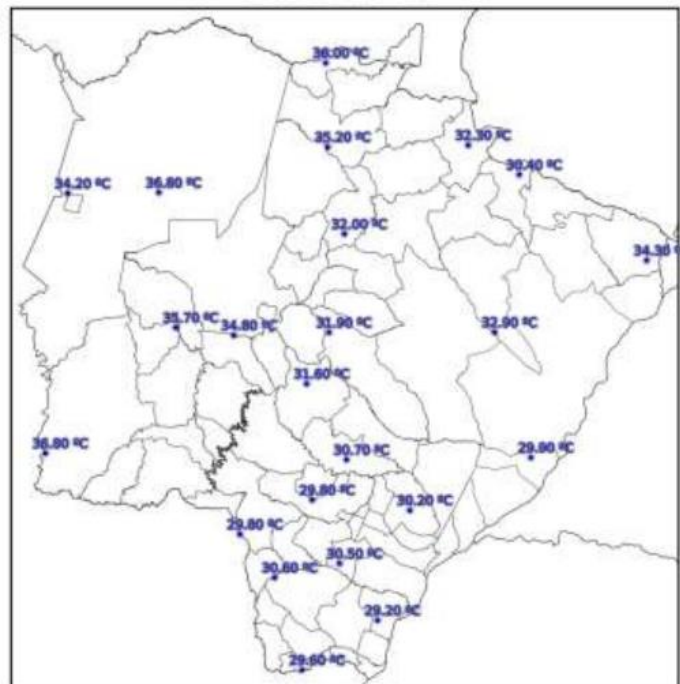 36.00 ºC
35.20 ºC
32.30 ºC
30.40 ºC
34.20 ºC
36.80 ºC
32.00 ºC
34.30 º
35.70 ºC
34.80 ºC
31.90 ºC
32.90 ºC
31.60 ºC
36.80 ºC
30.70 ºC
29.90 ºC
29.80 ºC
30.20 ºC
29.80 ºC
30.50 ºC
30.60 ºC
29.20 ºC
29.60 ºC